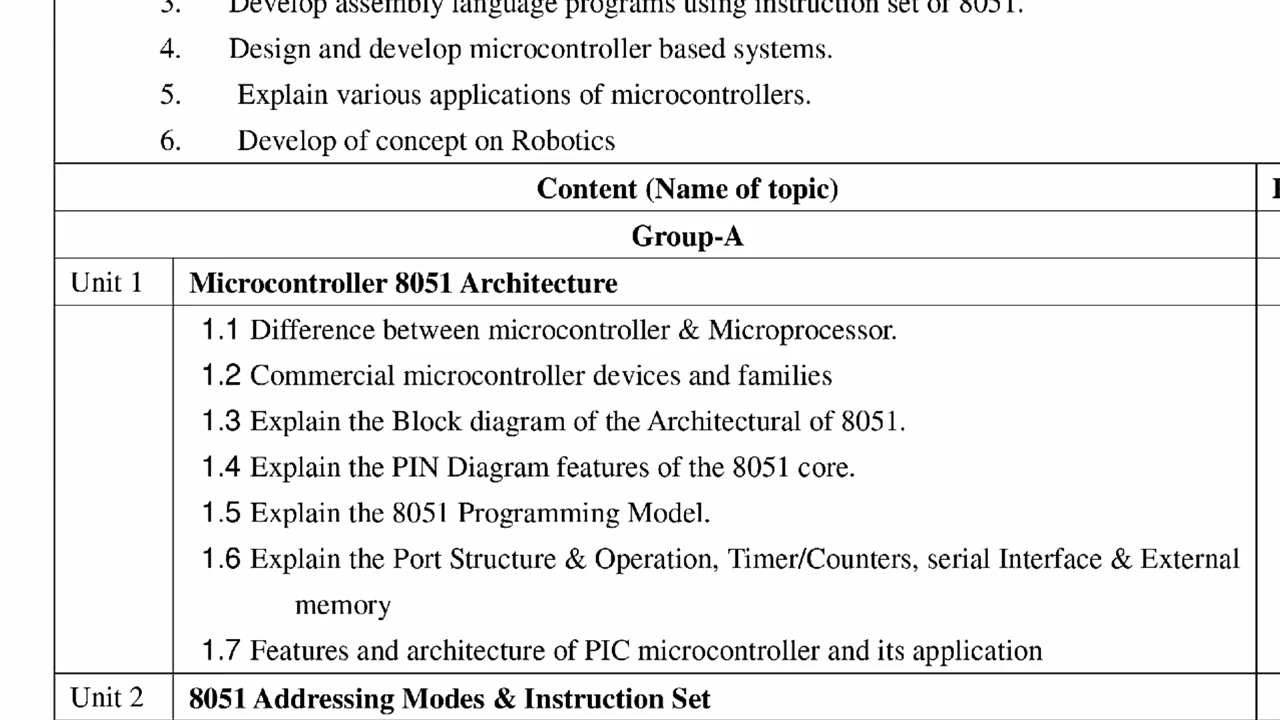 3. Develop assembly language programs using instruction set of 8051.
4. Design and develop microcontroller based systems.
5. Explain various applications of microcontrollers.
6. Develop of concept on Robotics
Content (Name of topic)
Group-A
Unit 1 Microcontroller 8051 Architecture
1.1 Difference between microcontroller & Microprocessor.
1.2 Commercial microcontroller devices and families
1.3 Explain the Block diagram of the Architectural of 8051.
1.4 Explain the PIN Diagram features of the 8051 core.
1.5 Explain the 8051 Programming Model.
1.6 Explain the Port Structure & Operation, Timer/Counters, serial Interface & External
memory
1.7 Features and architecture of PIC microcontroller and its application
Unit 2 8051 Addressing Modes & Instruction Set